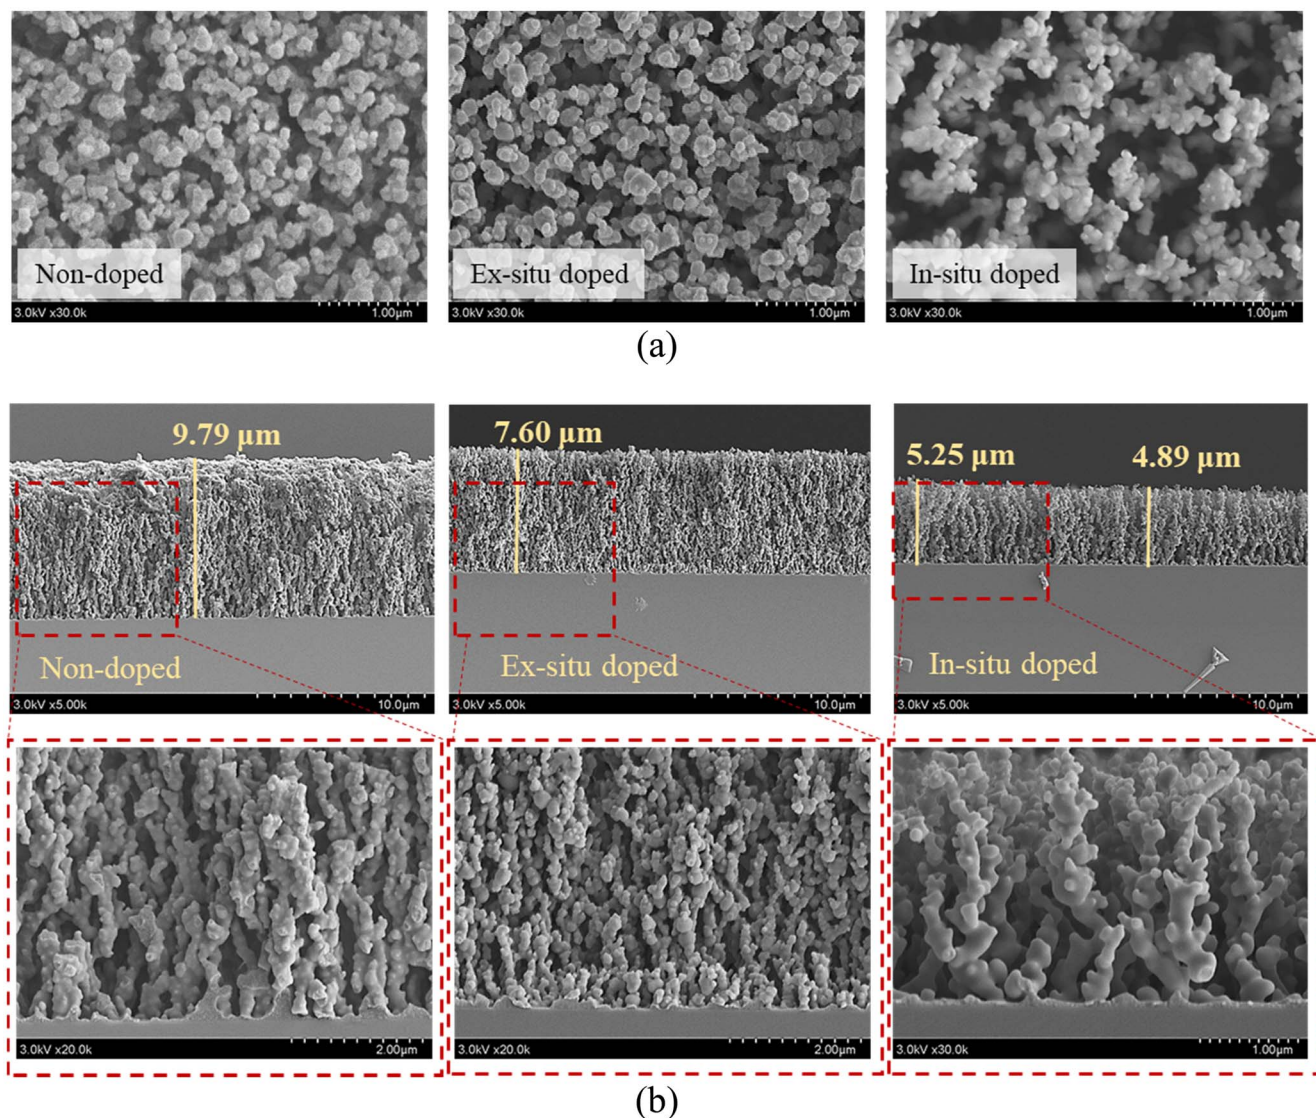 Non-doped
3.0kV x30.0k 1.00µm
Ex-situ doped
3.0kV x30.0k 1.00µm
In-situ doped
3.0kV x30.0k 1.00µm
(a)
9.79 µm
Non-doped
3.0kV x5.00k 10.0µm
7.60 µm
Ex-situ doped
3.0kV x5.00k 10.0µm
5.25 µm
4.89 µm
In-situ doped
3.0kV x5.00k 10.0µm
3.0kV x20.0k 2.00µm
3.0kV x20.0k 2.00µm
3.0kV x30.0k 1.00µm
(b)